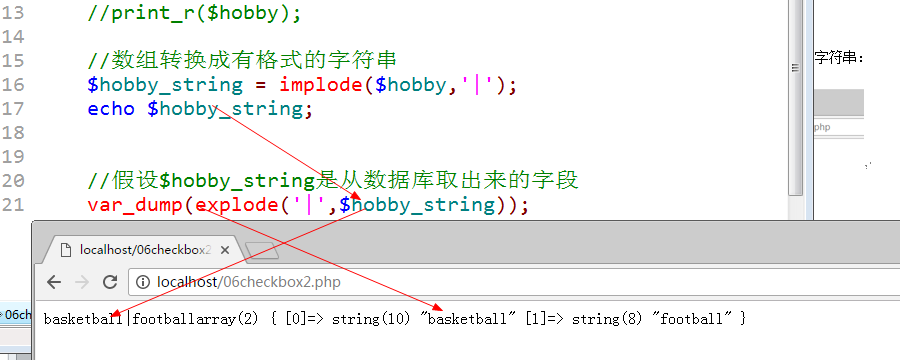 13 //print_r($hobby);
14
15 //数组转换成有格式的字符串
16 $hobby_string = implode($hobby,'|');
17 echo $hobby_string;
18
19
20 //假设$hobby_string是从数据库取出来的字段
21 var_dump(explode('|',$hobby_string));
字符串:
php
localhost/06checkbox2
localhost/06checkbox2.php
06ch
basketball|footballarray(2) { [0]=> string(10) "basketball" [1]=> string(8) "football" }